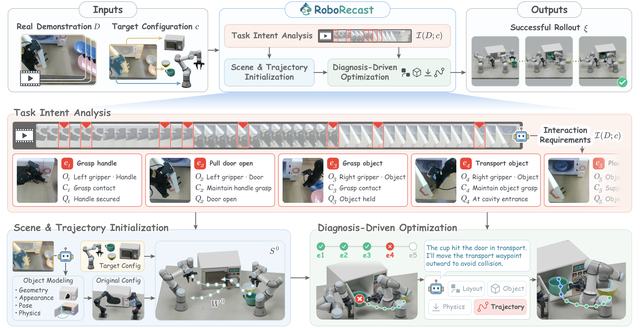 Inputs
Real Demonstration D
Target Configuration c
RoboRecast
Task Intent Analysis
I(D; c)
Scene & Trajectory
Initialization
Diagnosis-Driven
Optimization
Outputs
Successful Rollout ξ
Task Intent Analysis
Interaction
Requirements
I(D; c)
e1 Grasp handle
O1 Left gripper · Handle
C1 Grasp contact
Q1 Handle secured
e2 Pull door open
O2 Left gripper · Door
C2 Maintain handle grasp
Q2 Door open
e3 Grasp object
O3 Right gripper · Object
C3 Grasp contact
Q3 Object held
e4 Transport object
O4 Right gripper · Object
C4 Maintain object grasp
Q4 At cavity entrance
Scene & Trajectory Initialization
Object Modeling
• Geometry
• Appearance
• Pose
• Physics
Target Config
Original Config
S⁰
W⁰
Diagnosis-Driven Optimization
e1 e2 e3 e4 e5
The cup hit the door in transport.
I'll move the transport waypoint
outward to avoid collision.
Layout
Object
Physics
Trajectory